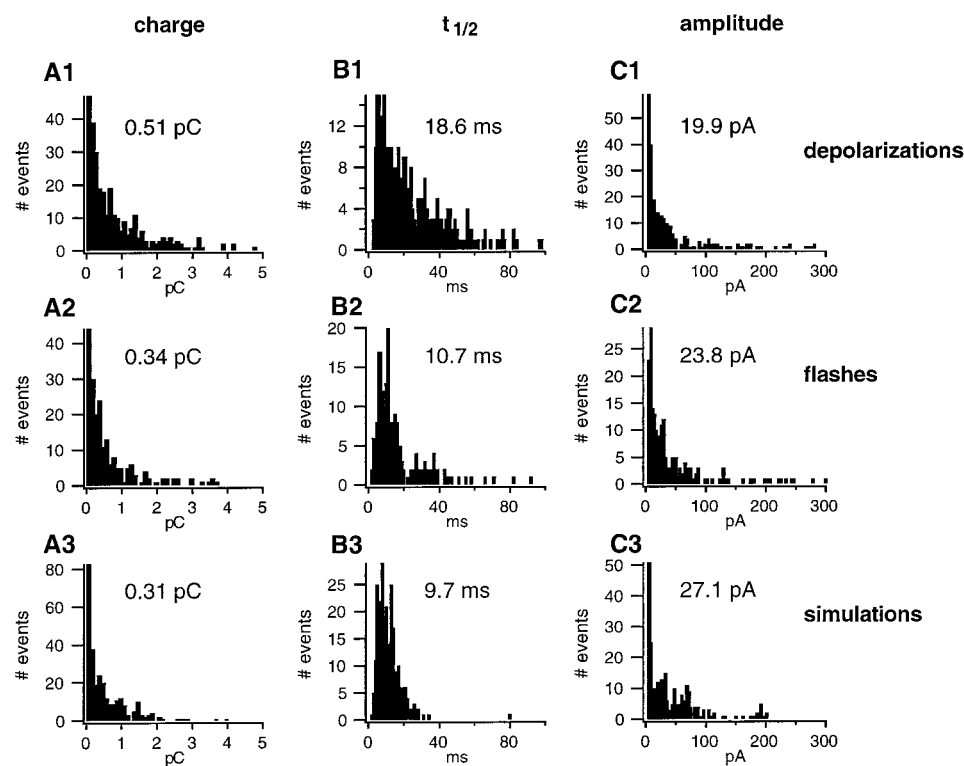 charge
t 1/2
amplitude
A1
B1
C1
0.51 pC
18.6 ms
19.9 pA
depolarizations
# events
40
30
20
10
0
0 1 2 3 4 5
pC
# events
12
8
4
0
0 40 80
ms
# events
50
40
30
20
10
0
0 100 200 300
pA
A2
B2
C2
0.34 pC
10.7 ms
23.8 pA
flashes
# events
40
30
20
10
0
0 1 2 3 4 5
pC
# events
20
15
10
5
0
0 40 80
ms
# events
25
20
15
10
5
0
0 100 200 300
pA
A3
B3
C3
0.31 pC
9.7 ms
27.1 pA
simulations
# events
80
60
40
20
0
0 1 2 3 4 5
pC
# events
25
20
15
10
5
0
0 40 80
ms
# events
50
40
30
20
10
0
0 100 200 300
pA